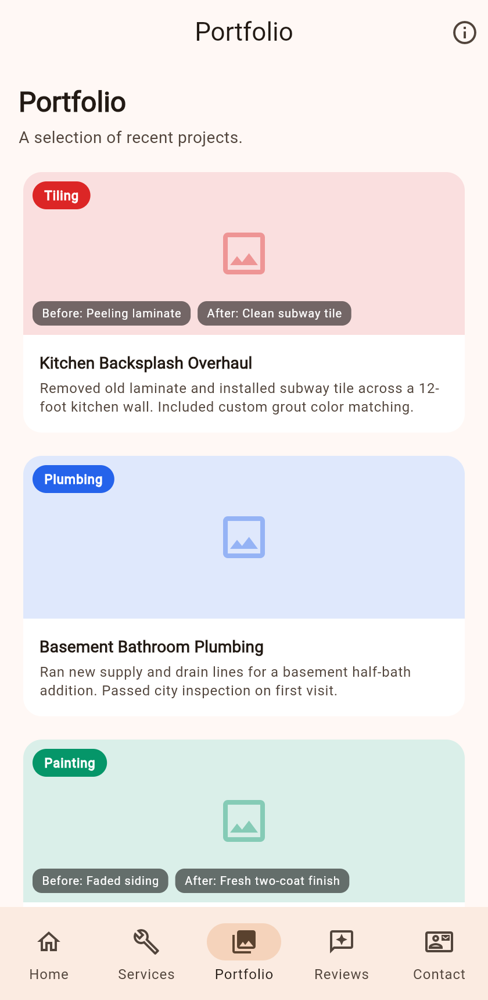 Portfolio
Portfolio
A selection of recent projects.
Tiling
Before: Peeling laminate
After: Clean subway tile
Kitchen Backsplash Overhaul
Removed old laminate and installed subway tile across a 12-
foot kitchen wall. Included custom grout color matching.
Plumbing
Basement Bathroom Plumbing
Ran new supply and drain lines for a basement half-bath
addition. Passed city inspection on first visit.
Painting
Before: Faded siding
After: Fresh two-coat finish
Home
Services
Portfolio
Reviews
Contact